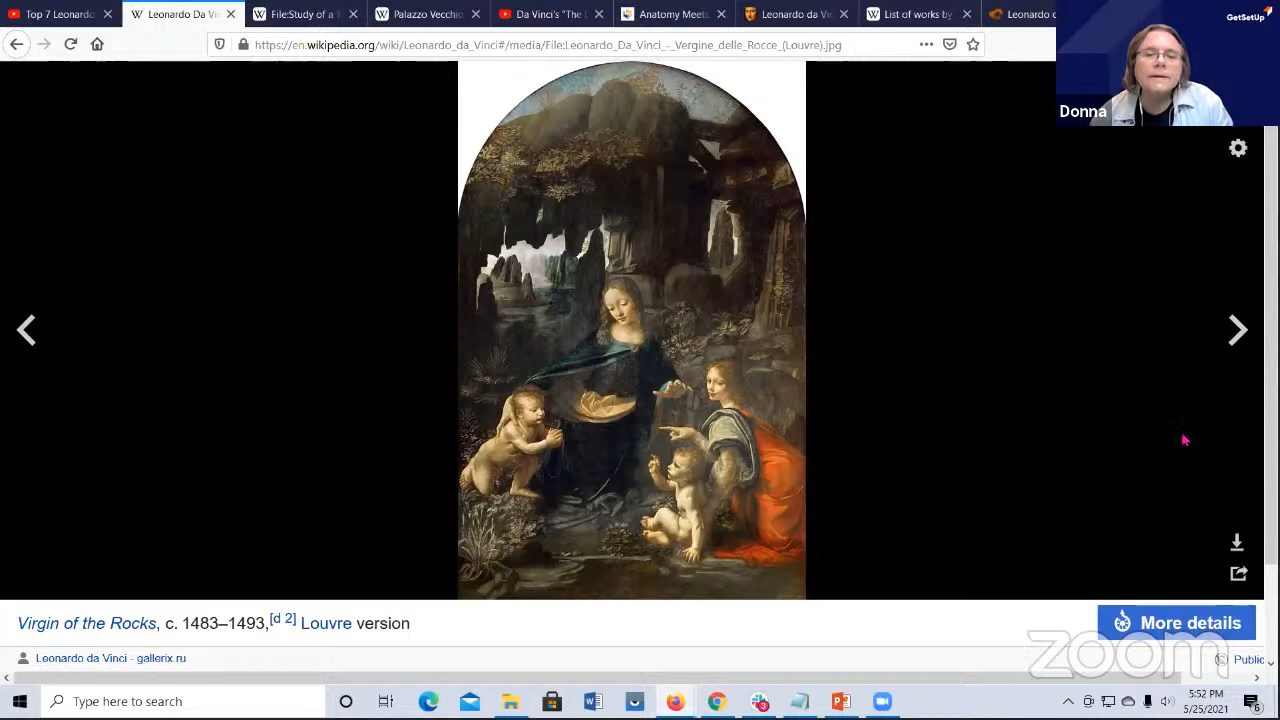 Top 7 Leonardo
Leonardo Da Vi
File:Study of a T
Palazzo Vecchio
Da Vinci's "The
Anatomy Meets
Leonardo da V
List of works by
Leonardo
GetSetUp
https://en.wikipedia.org/wiki/Leonardo_da_Vinci#/media/File:Leonardo_Da_Vinci_-_Vergine_delle_Rocce_(Louvre).jpg
Donna
Virgin of the Rocks, c. 1483–1493,[d 2] Louvre version
More details
Leonardo da Vinci - gallerix.ru
Public
zoom
Type here to search
3
5:52 PM
5/25/2021
6